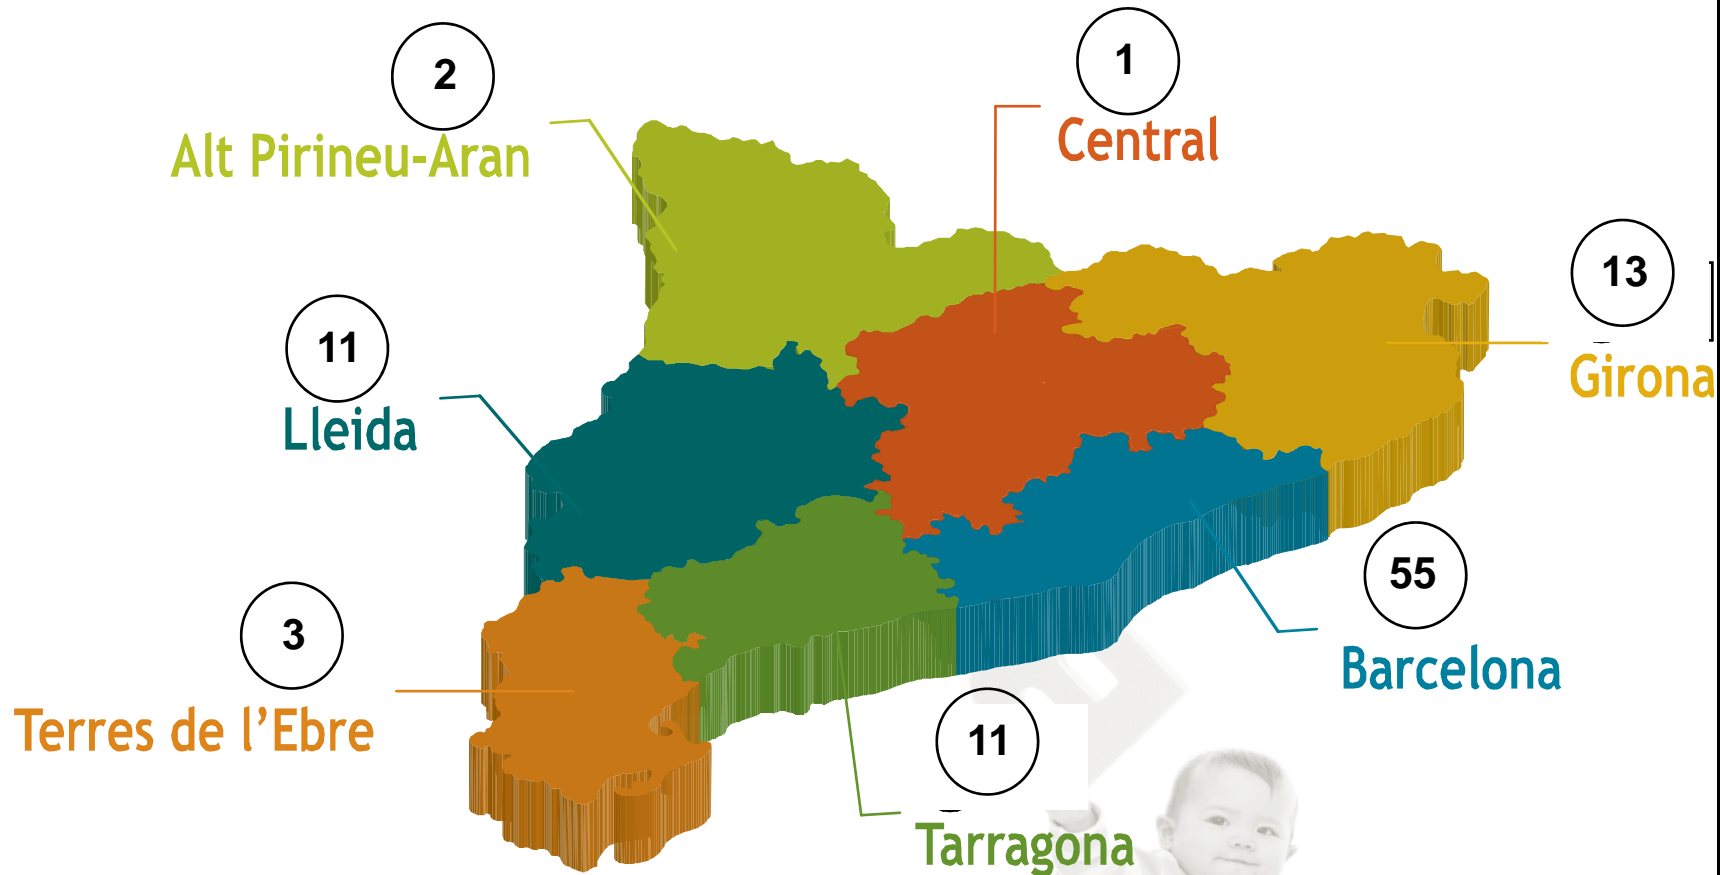 2
Alt Pirineu-Aran
1
Central
13
Girona
11
Lleida
55
Barcelona
3
Terres de l'Ebre
11
Tarragona